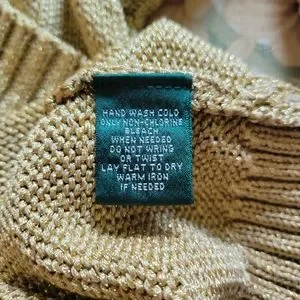 HAND WASH COLD
ONLY NON-CHLORINE
BLEACH
WHEN NEEDED
DO NOT WRING
OR TWIST
LAY FLAT TO DRY
WARM IRON
IF NEEDED